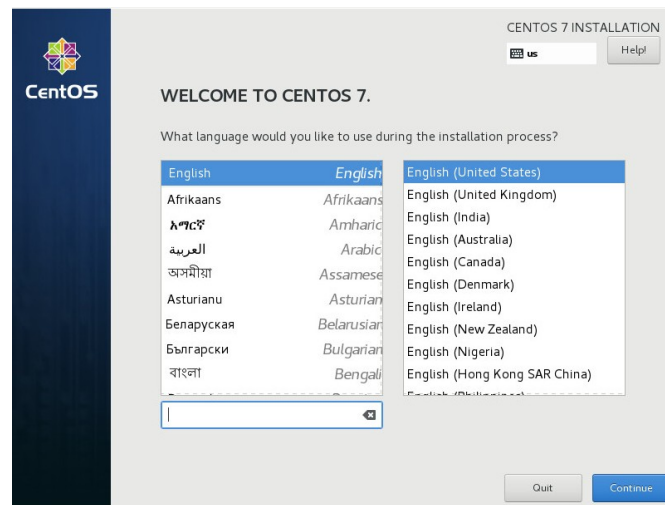 CENTOS 7 INSTALLATION
us
Help!
CentOS
WELCOME TO CENTOS 7.
What language would you like to use during the installation process?
English English
Afrikaans Afrikaans
አማርኛ Amharic
العربية Arabic
অসমীয়া Assamese
Asturianu Asturian
Беларуская Belarusian
Български Bulgarian
বাংলা Bengali
English (United States)
English (United Kingdom)
English (India)
English (Australia)
English (Canada)
English (Denmark)
English (Ireland)
English (New Zealand)
English (Nigeria)
English (Hong Kong SAR China)
English (Philippines)
Quit
Continue